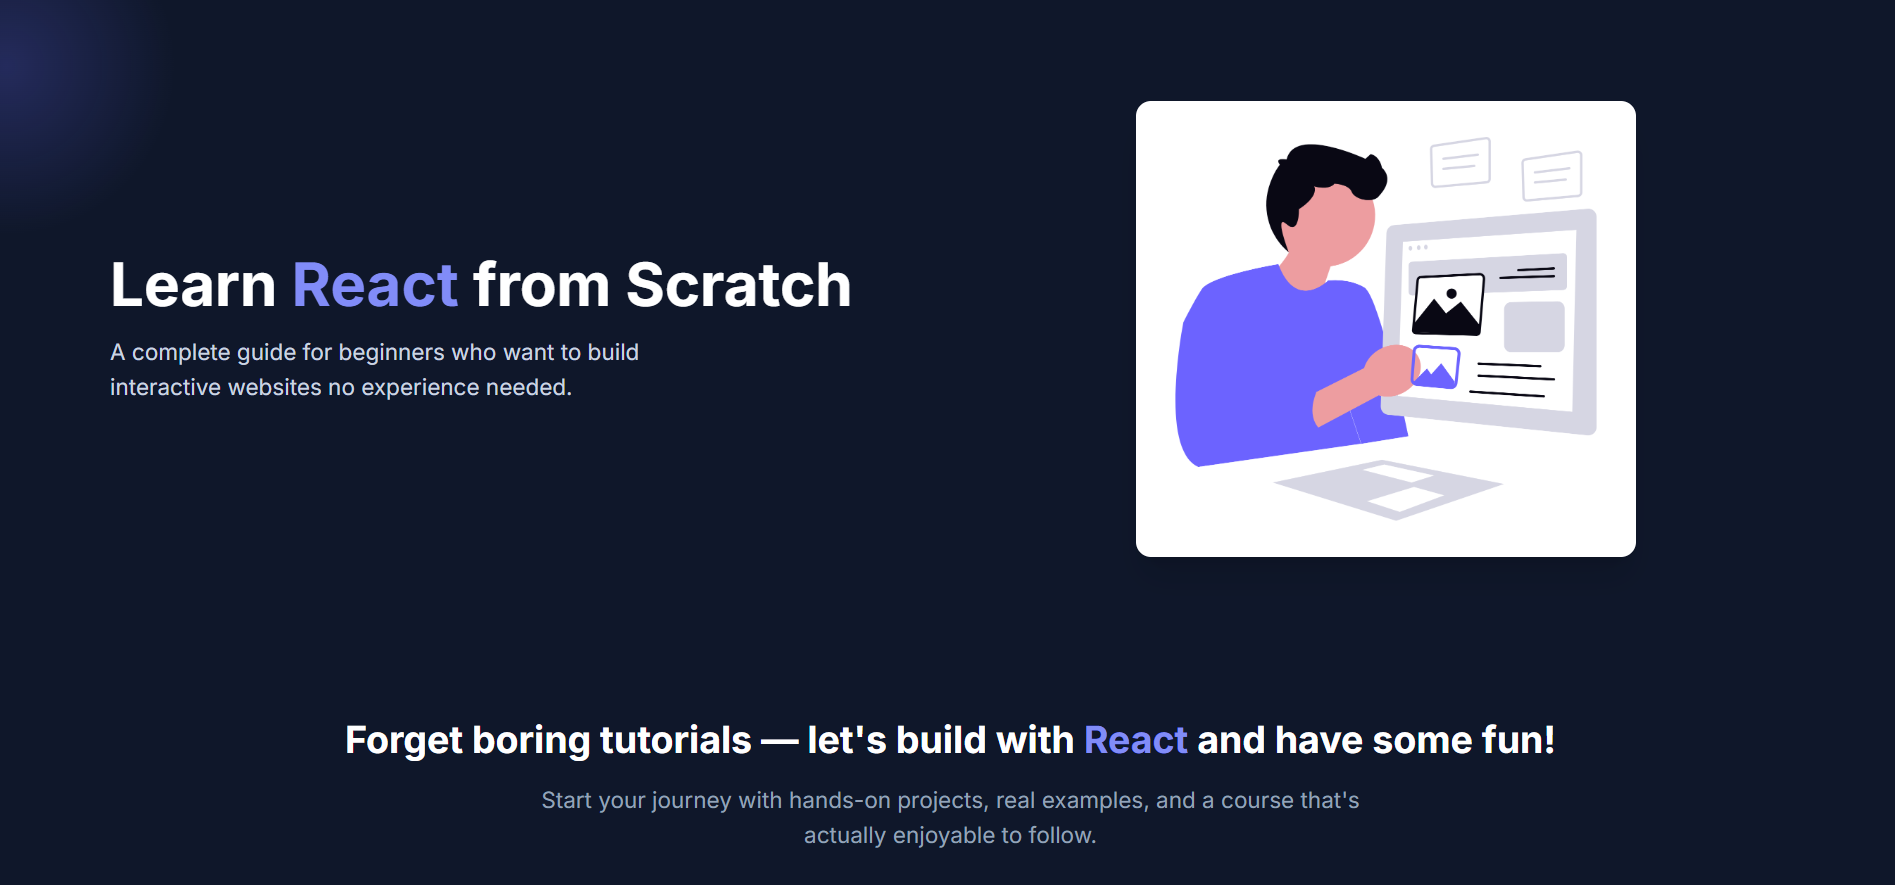 Learn React from Scratch
A complete guide for beginners who want to build
interactive websites no experience needed.
Forget boring tutorials — let's build with React and have some fun!
Start your journey with hands-on projects, real examples, and a course that's
actually enjoyable to follow.